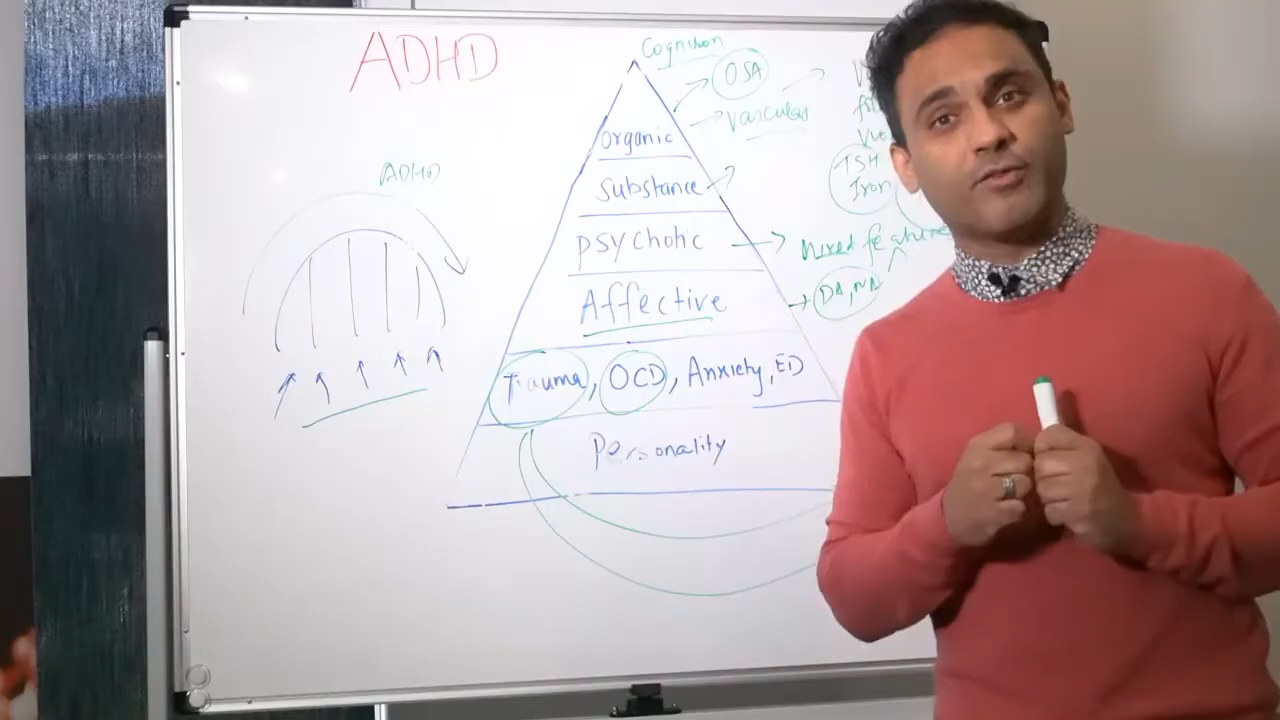 ADHD
Cognition
OSA
Vascular
Organic
TSH
Iron
Substance
ADHD
Psychotic
Mixed feature
Affective
DA, NA
Trauma, OCD, Anxiety, ED
Personality